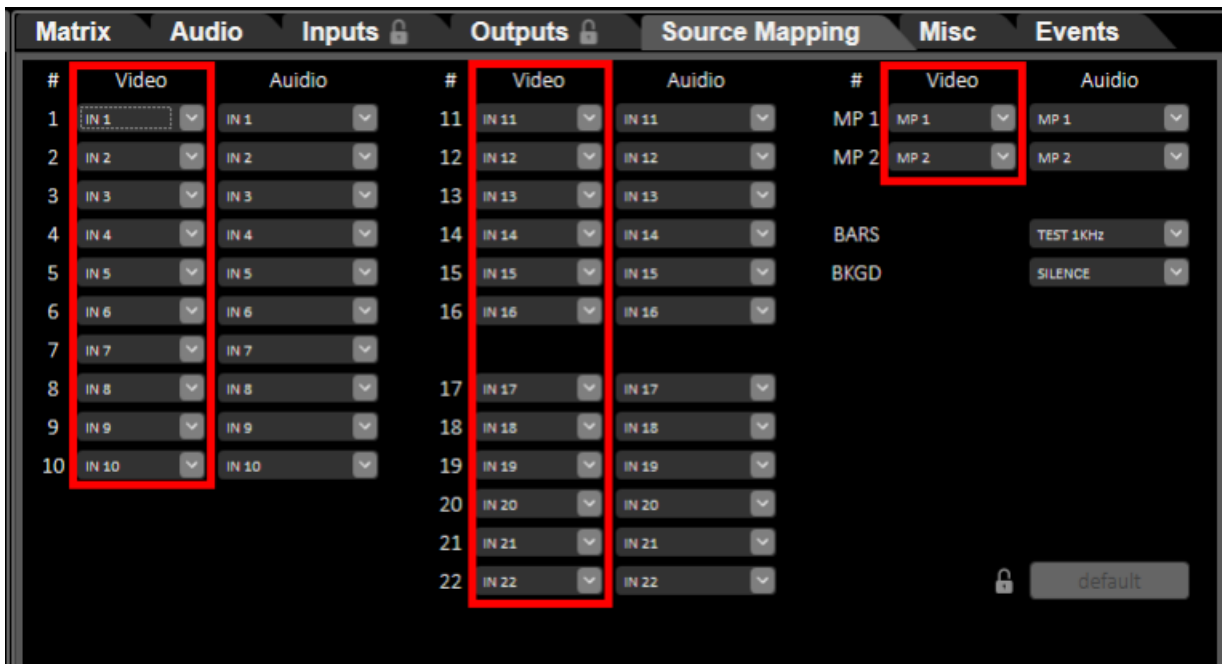 Matrix Audio Inputs Outputs Source Mapping Misc Events
# Video Auidio # Video Auidio # Video Auidio
1 IN 1 IN 1 11 IN 11 IN 11 MP 1 MP 1 MP 1
2 IN 2 IN 2 12 IN 12 IN 12 MP 2 MP 2 MP 2
3 IN 3 IN 3 13 IN 13 IN 13
4 IN 4 IN 4 14 IN 14 IN 14 BARS TEST 1KHz
5 IN 5 IN 5 15 IN 15 IN 15 BKGD SILENCE
6 IN 6 IN 6 16 IN 16 IN 16
7 IN 7 IN 7
8 IN 8 IN 8 17 IN 17 IN 17
9 IN 9 IN 9 18 IN 18 IN 18
10 IN 10 IN 10 19 IN 19 IN 19
20 IN 20 IN 20
21 IN 21 IN 21
22 IN 22 IN 22 default